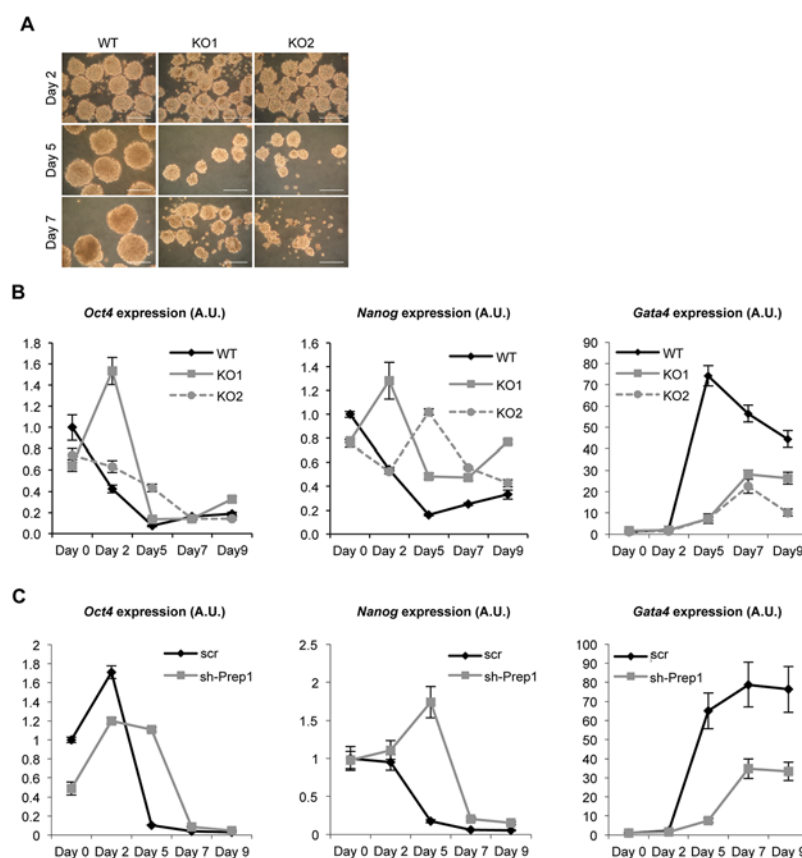 A
WT KO1 KO2
Day 2
Day 5
Day 7
B
Oct4 expression (A.U.)
1.8
1.6
1.4
1.2
1.0
0.8
0.6
0.4
0.2
0.0
WT
KO1
KO2
Day 0 Day 2 Day5 Day7 Day9
Nanog expression (A.U.)
1.6
1.4
1.2
1.0
0.8
0.6
0.4
0.2
0.0
WT
KO1
KO2
Day 0 Day 2 Day5 Day7 Day9
Gata4 expression (A.U.)
90
80
70
60
50
40
30
20
10
0
WT
KO1
KO2
Day 0 Day 2 Day5 Day7 Day9
C
Oct4 expression (A.U.)
2
1.8
1.6
1.4
1.2
1
0.8
0.6
0.4
0.2
0
scr
sh-Prep1
Day 0 Day 2 Day 5 Day 7 Day 9
Nanog expression (A.U.)
2.5
2
1.5
1
0.5
0
scr
sh-Prep1
Day 0 Day 2 Day 5 Day 7 Day 9
Gata4 expression (A.U.)
100
90
80
70
60
50
40
30
20
10
0
scr
sh-Prep1
Day 0 Day 2 Day 5 Day 7 Day 9